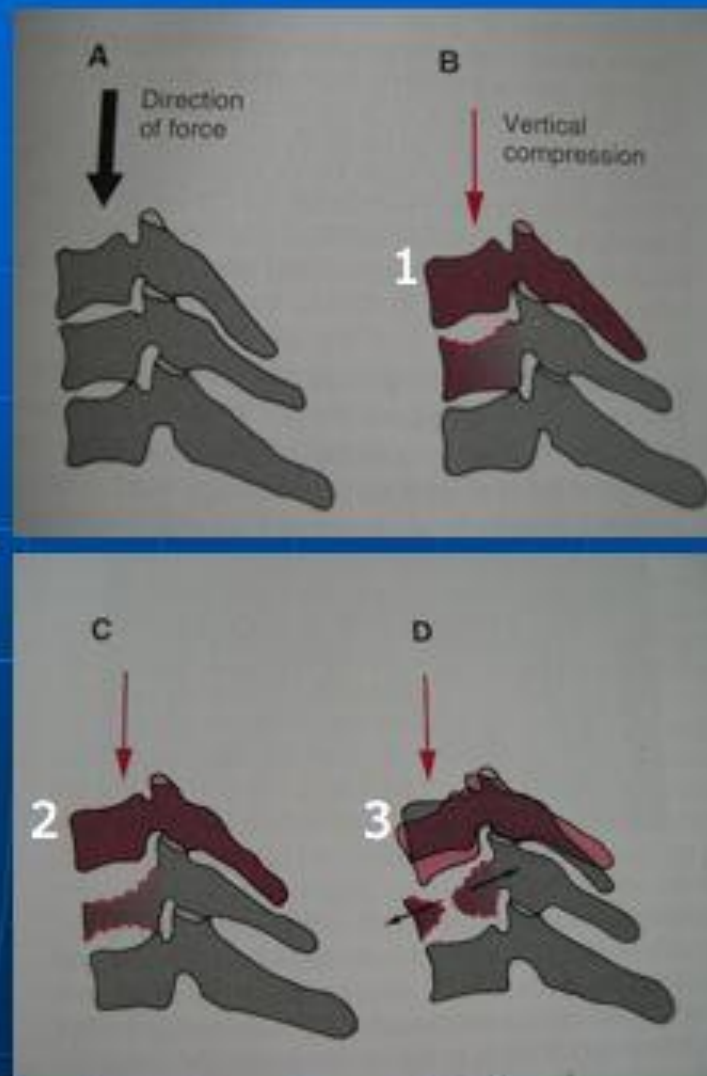 A
Direction
of force
B
Vertical
compression
1
C
D
2
3